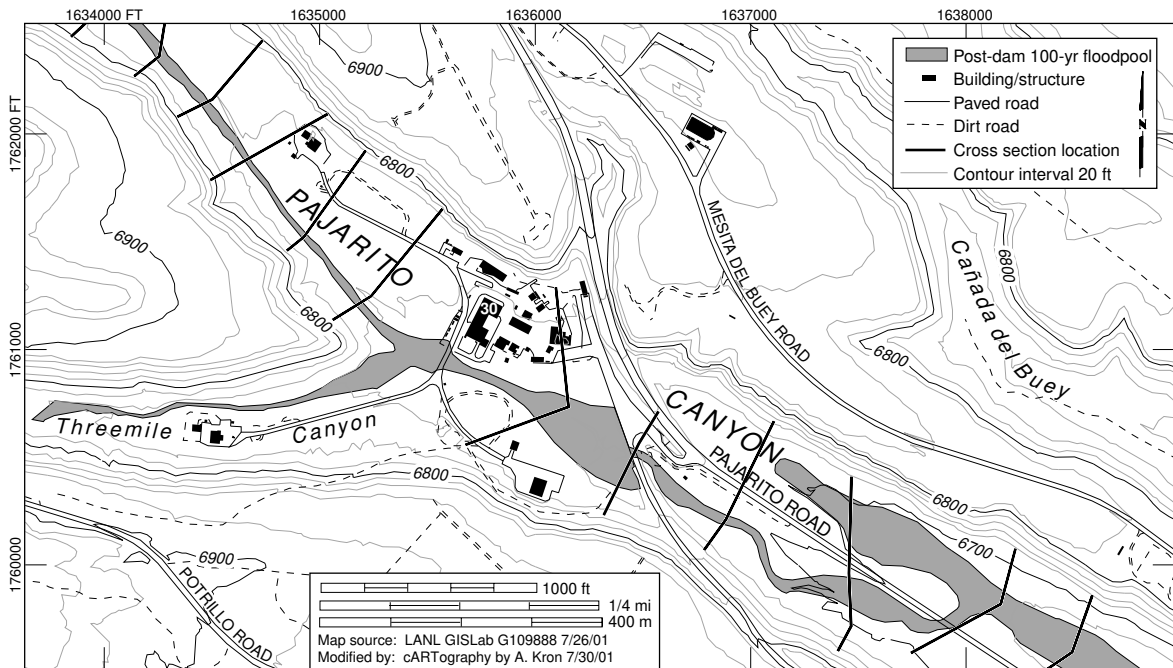 1634000 FT
1635000
1636000
1637000
1638000
1762000 FT
1761000
1760000
Post-dam 100-yr floodpool
Building/structure
Paved road
Dirt road
Cross section location
Contour interval 20 ft
6900
6900
6800
6800
6800
6800
6800
6800
6700
6900
PAJARITO
CANYON
30
MESITA DEL BUEY ROAD
PAJARITO ROAD
Cañada del Buey
Threemile Canyon
POTRILLO ROAD
1000 ft
1/4 mi
400 m
Map source: LANL GISLab G109888 7/26/01
Modified by: cARTography by A. Kron 7/30/01